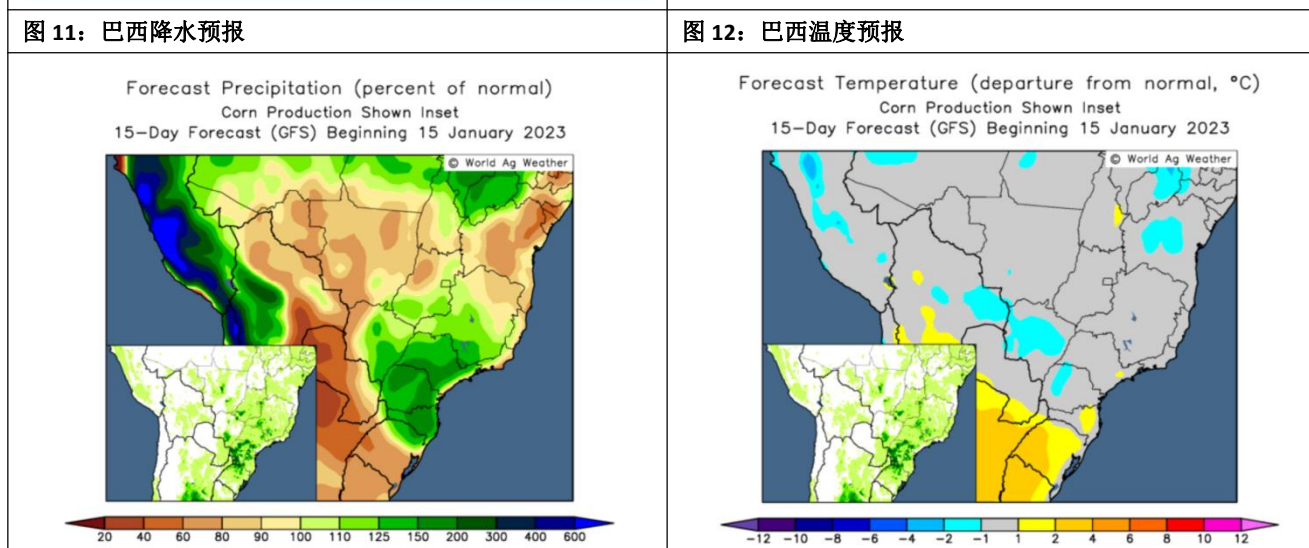 图 11：巴西降水预报
Forecast Precipitation (percent of normal)
Corn Production Shown Inset
15-Day Forecast (GFS) Beginning 15 January 2023
© World Ag Weather
20 40 60 80 90 100 110 125 150 200 300 400 600
图 12：巴西温度预报
Forecast Temperature (departure from normal, °C)
Corn Production Shown Inset
15-Day Forecast (GFS) Beginning 15 January 2023
© World Ag Weather
-12 -10 -8 -6 -4 -2 -1 1 2 4 6 8 10 12